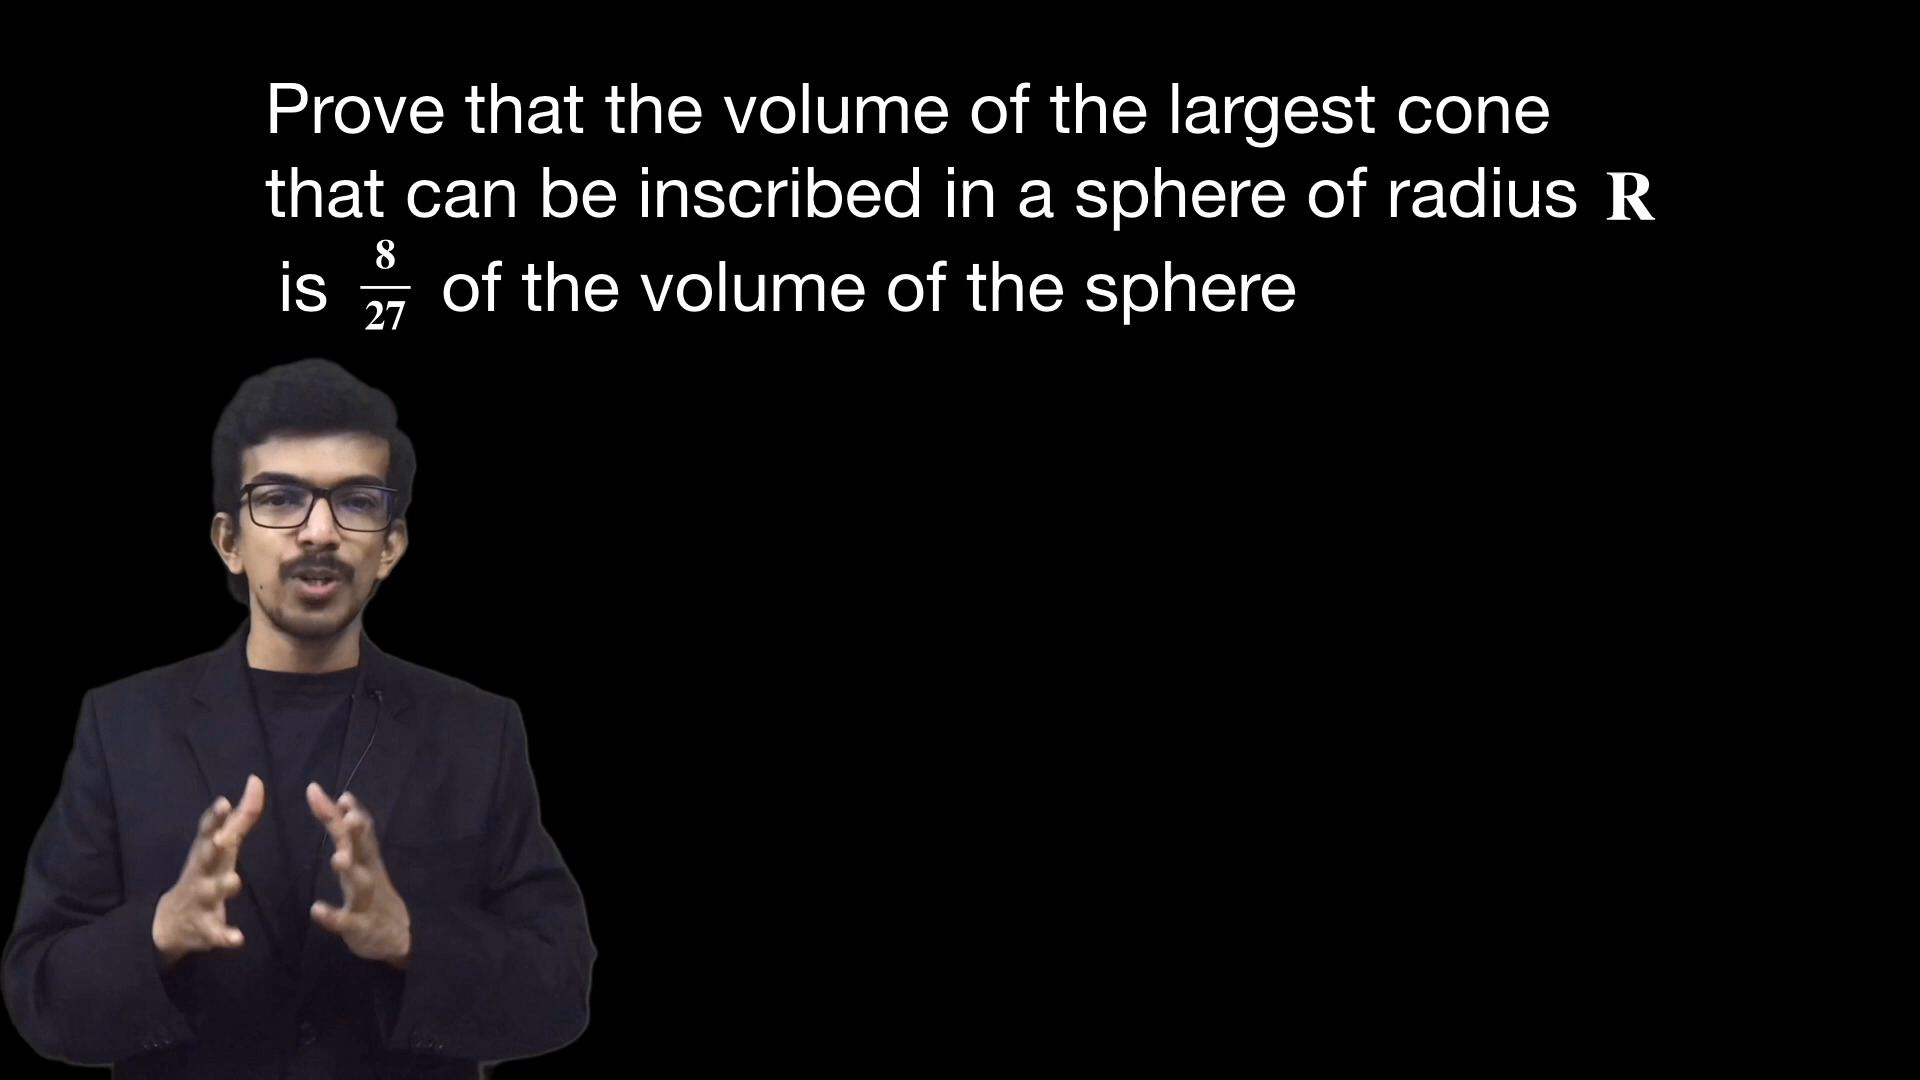 Prove that the volume of the largest cone
that can be inscribed in a sphere of radius R
is 8/27 of the volume of the sphere